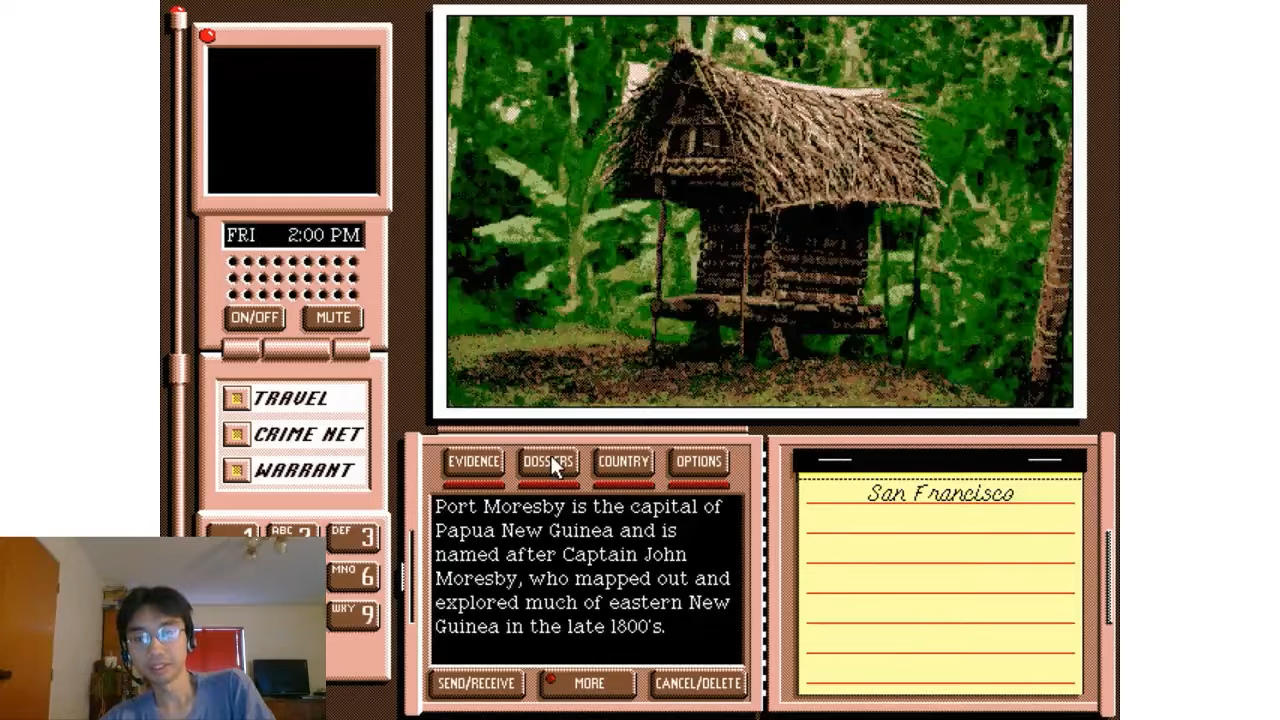 FRI 2:00 PM
ON/OFF MUTE
TRAVEL
CRIME NET
WARRANT
ABC DEF 3
MNO 6
WXY 9
EVIDENCE DOSSIERS COUNTRY OPTIONS
Port Moresby is the capital of
Papua New Guinea and is
named after Captain John
Moresby, who mapped out and
explored much of eastern New
Guinea in the late 1800's.
SEND/RECEIVE MORE CANCEL/DELETE
San Francisco